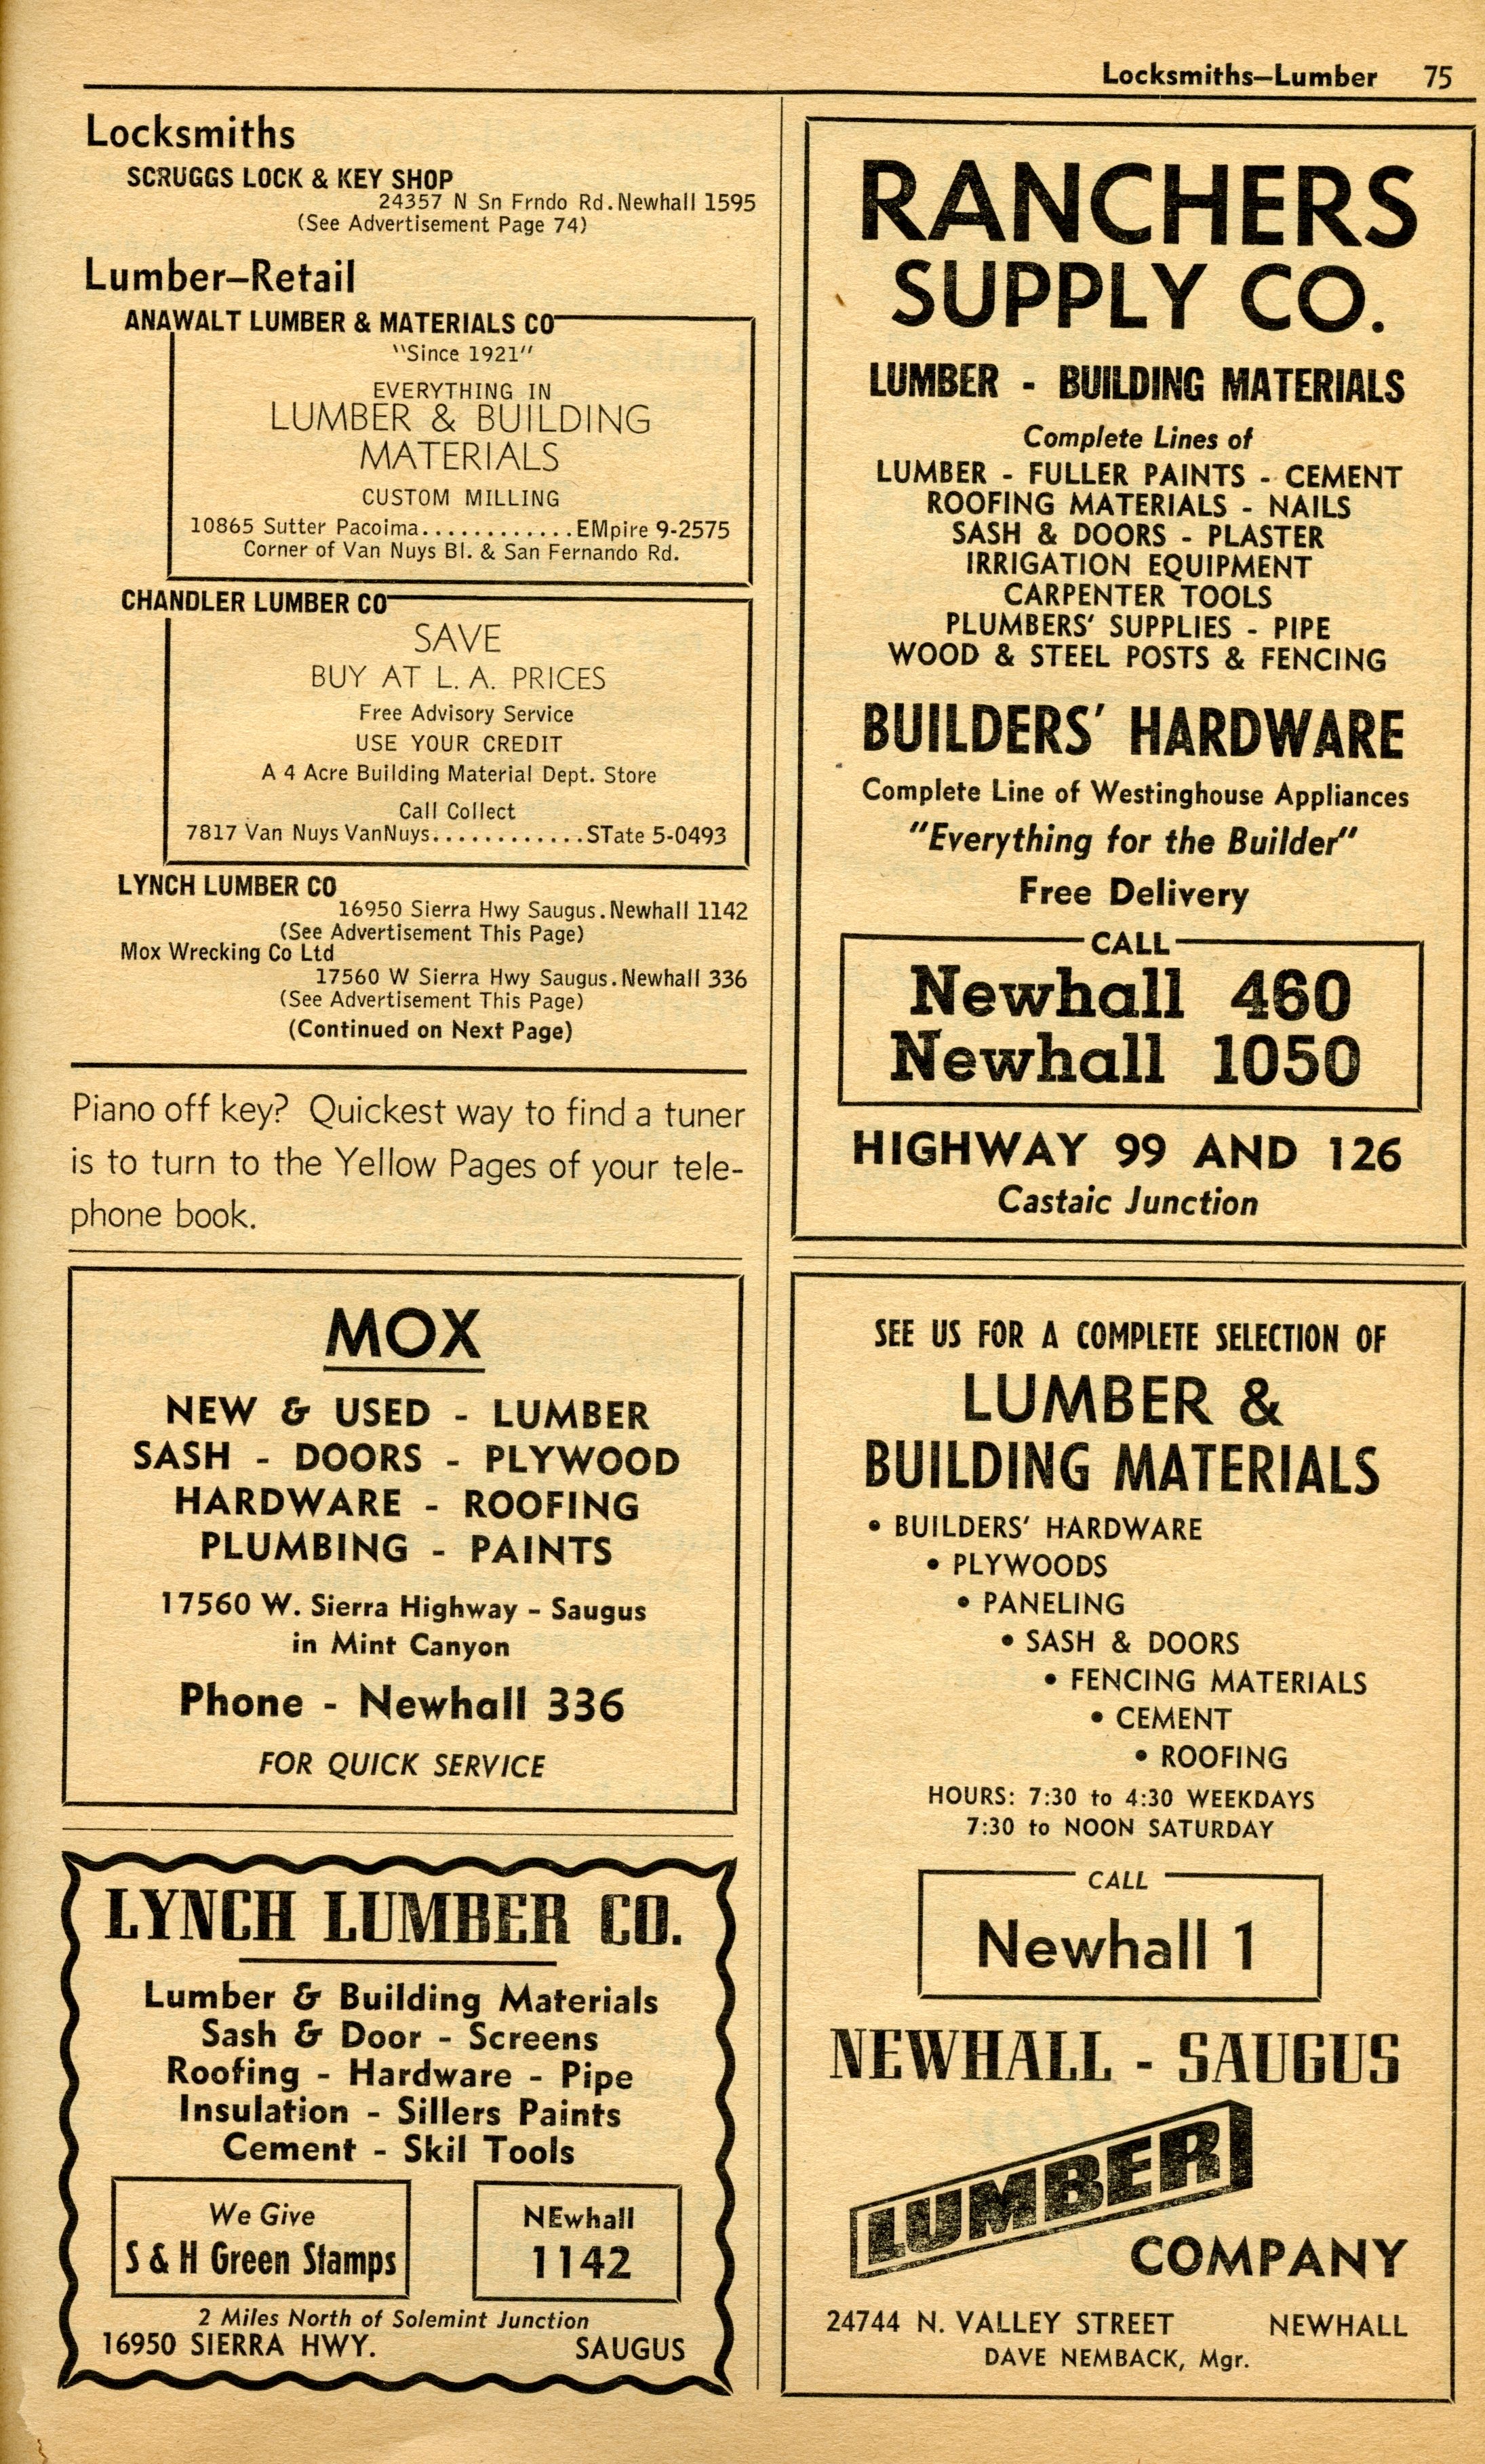 Locksmiths—Lumber 75
Locksmiths
SCRUGGS LOCK & KEY SHOP
24357 N Sn Frndo Rd.Newhall 1595
(See Advertisement Page 74)
Lumber—Retail
ANAWALT LUMBER & MATERIALS CO
"Since 1921"
EVERYTHING IN
LUMBER & BUILDING
MATERIALS
CUSTOM MILLING
10865 Sutter Pacoima............EMpire 9-2575
Corner of Van Nuys Bl. & San Fernando Rd.
CHANDLER LUMBER CO
SAVE
BUY AT L. A. PRICES
Free Advisory Service
USE YOUR CREDIT
A 4 Acre Building Material Dept. Store
Call Collect
7817 Van Nuys VanNuys............STate 5-0493
LYNCH LUMBER CO
16950 Sierra Hwy Saugus.Newhall 1142
(See Advertisement This Page)
Mox Wrecking Co Ltd
17560 W Sierra Hwy Saugus.Newhall 336
(See Advertisement This Page)
(Continued on Next Page)
Piano off key? Quickest way to find a tuner
is to turn to the Yellow Pages of your tele-
phone book.
MOX
NEW & USED - LUMBER
SASH - DOORS - PLYWOOD
HARDWARE - ROOFING
PLUMBING - PAINTS
17560 W. Sierra Highway - Saugus
in Mint Canyon
Phone - Newhall 336
FOR QUICK SERVICE
LYNCH LUMBER CO.
Lumber & Building Materials
Sash & Door - Screens
Roofing - Hardware - Pipe
Insulation - Sillers Paints
Cement - Skil Tools
We Give
S & H Green Stamps
NEwhall
1142
2 Miles North of Solemint Junction
16950 SIERRA HWY. SAUGUS
RANCHERS
SUPPLY CO.
LUMBER - BUILDING MATERIALS
Complete Lines of
LUMBER - FULLER PAINTS - CEMENT
ROOFING MATERIALS - NAILS
SASH & DOORS - PLASTER
IRRIGATION EQUIPMENT
CARPENTER TOOLS
PLUMBERS' SUPPLIES - PIPE
WOOD & STEEL POSTS & FENCING
BUILDERS' HARDWARE
Complete Line of Westinghouse Appliances
"Everything for the Builder"
Free Delivery
CALL
Newhall 460
Newhall 1050
HIGHWAY 99 AND 126
Castaic Junction
SEE US FOR A COMPLETE SELECTION OF
LUMBER &
BUILDING MATERIALS
• BUILDERS' HARDWARE
• PLYWOODS
• PANELING
• SASH & DOORS
• FENCING MATERIALS
• CEMENT
• ROOFING
HOURS: 7:30 to 4:30 WEEKDAYS
7:30 to NOON SATURDAY
CALL
Newhall 1
NEWHALL - SAUGUS
LUMBER
COMPANY
24744 N. VALLEY STREET NEWHALL
DAVE NEMBACK, Mgr.